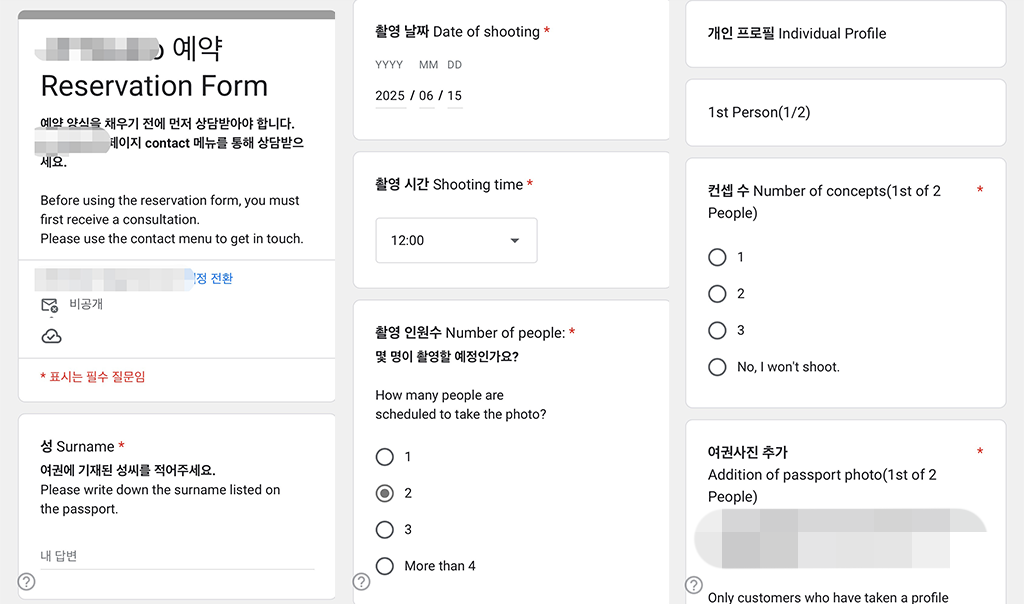 예약
Reservation Form
예약 양식을 채우기 전에 먼저 상담받아야 합니다.
페이지 contact 메뉴를 통해 상담받으
세요.
Before using the reservation form, you must
first receive a consultation.
Please use the contact menu to get in touch.
전환
비공개
* 표시는 필수 질문임
성 Surname *
여권에 기재된 성씨를 적어주세요.
Please write down the surname listed on
the passport.
내 답변
촬영 날짜 Date of shooting *
YYYY MM DD
2025 / 06 / 15
촬영 시간 Shooting time *
12:00
촬영 인원수 Number of people: *
몇 명이 촬영할 예정인가요?
How many people are
scheduled to take the photo?
1
2
3
More than 4
개인 프로필 Individual Profile
1st Person(1/2)
컨셉 수 Number of concepts(1st of 2 *
People)
1
2
3
No, I won't shoot.
여권사진 추가 *
Addition of passport photo(1st of 2
People)
Only customers who have taken a profile